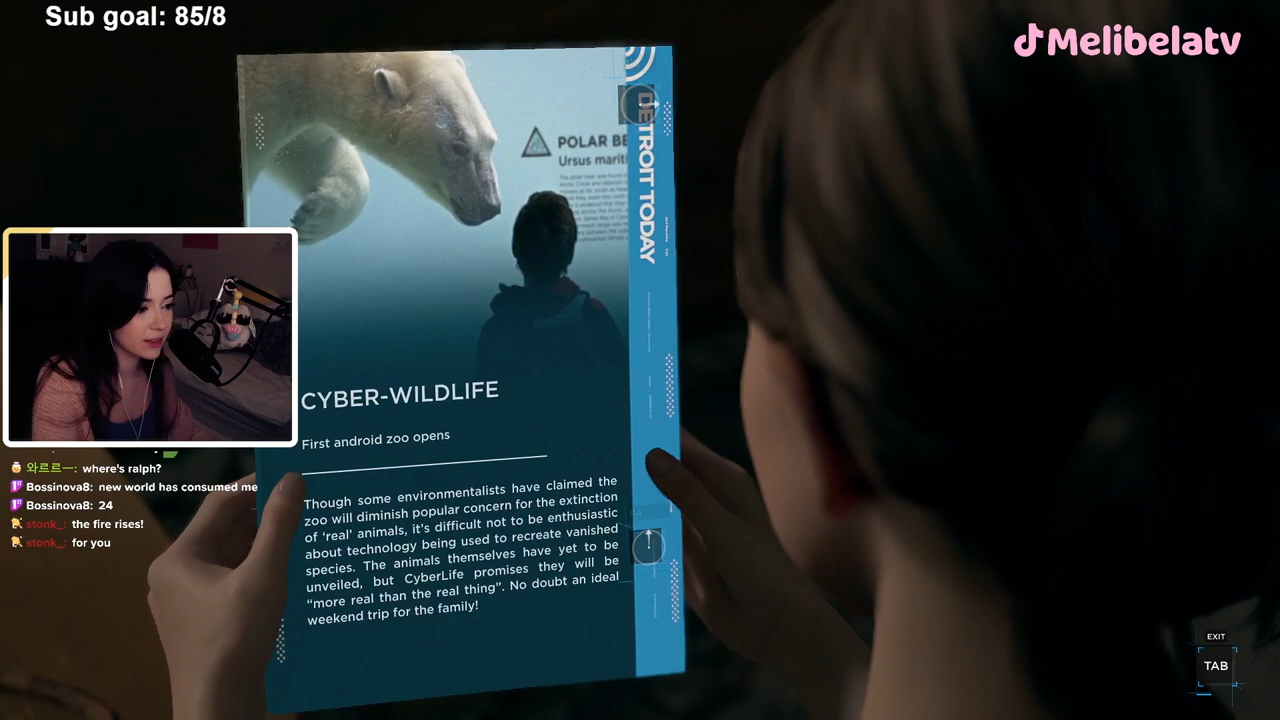 Sub goal: 85/8
Melibelatv
DETROIT TODAY
POLAR BE
Ursus mariti
CYBER-WILDLIFE
First android zoo opens
Though some environmentalists have claimed the
zoo will diminish popular concern for the extinction
of ‘real’ animals, it’s difficult not to be enthusiastic
about technology being used to recreate vanished
species. The animals themselves have yet to be
unveiled, but CyberLife promises they will be
“more real than the real thing”. No doubt an ideal
weekend trip for the family!
와르르ㅡ: where's ralph?
Bossinova8: new world has consumed me
Bossinova8: 24
stonk_: the fire rises!
stonk_: for you
EXIT
TAB